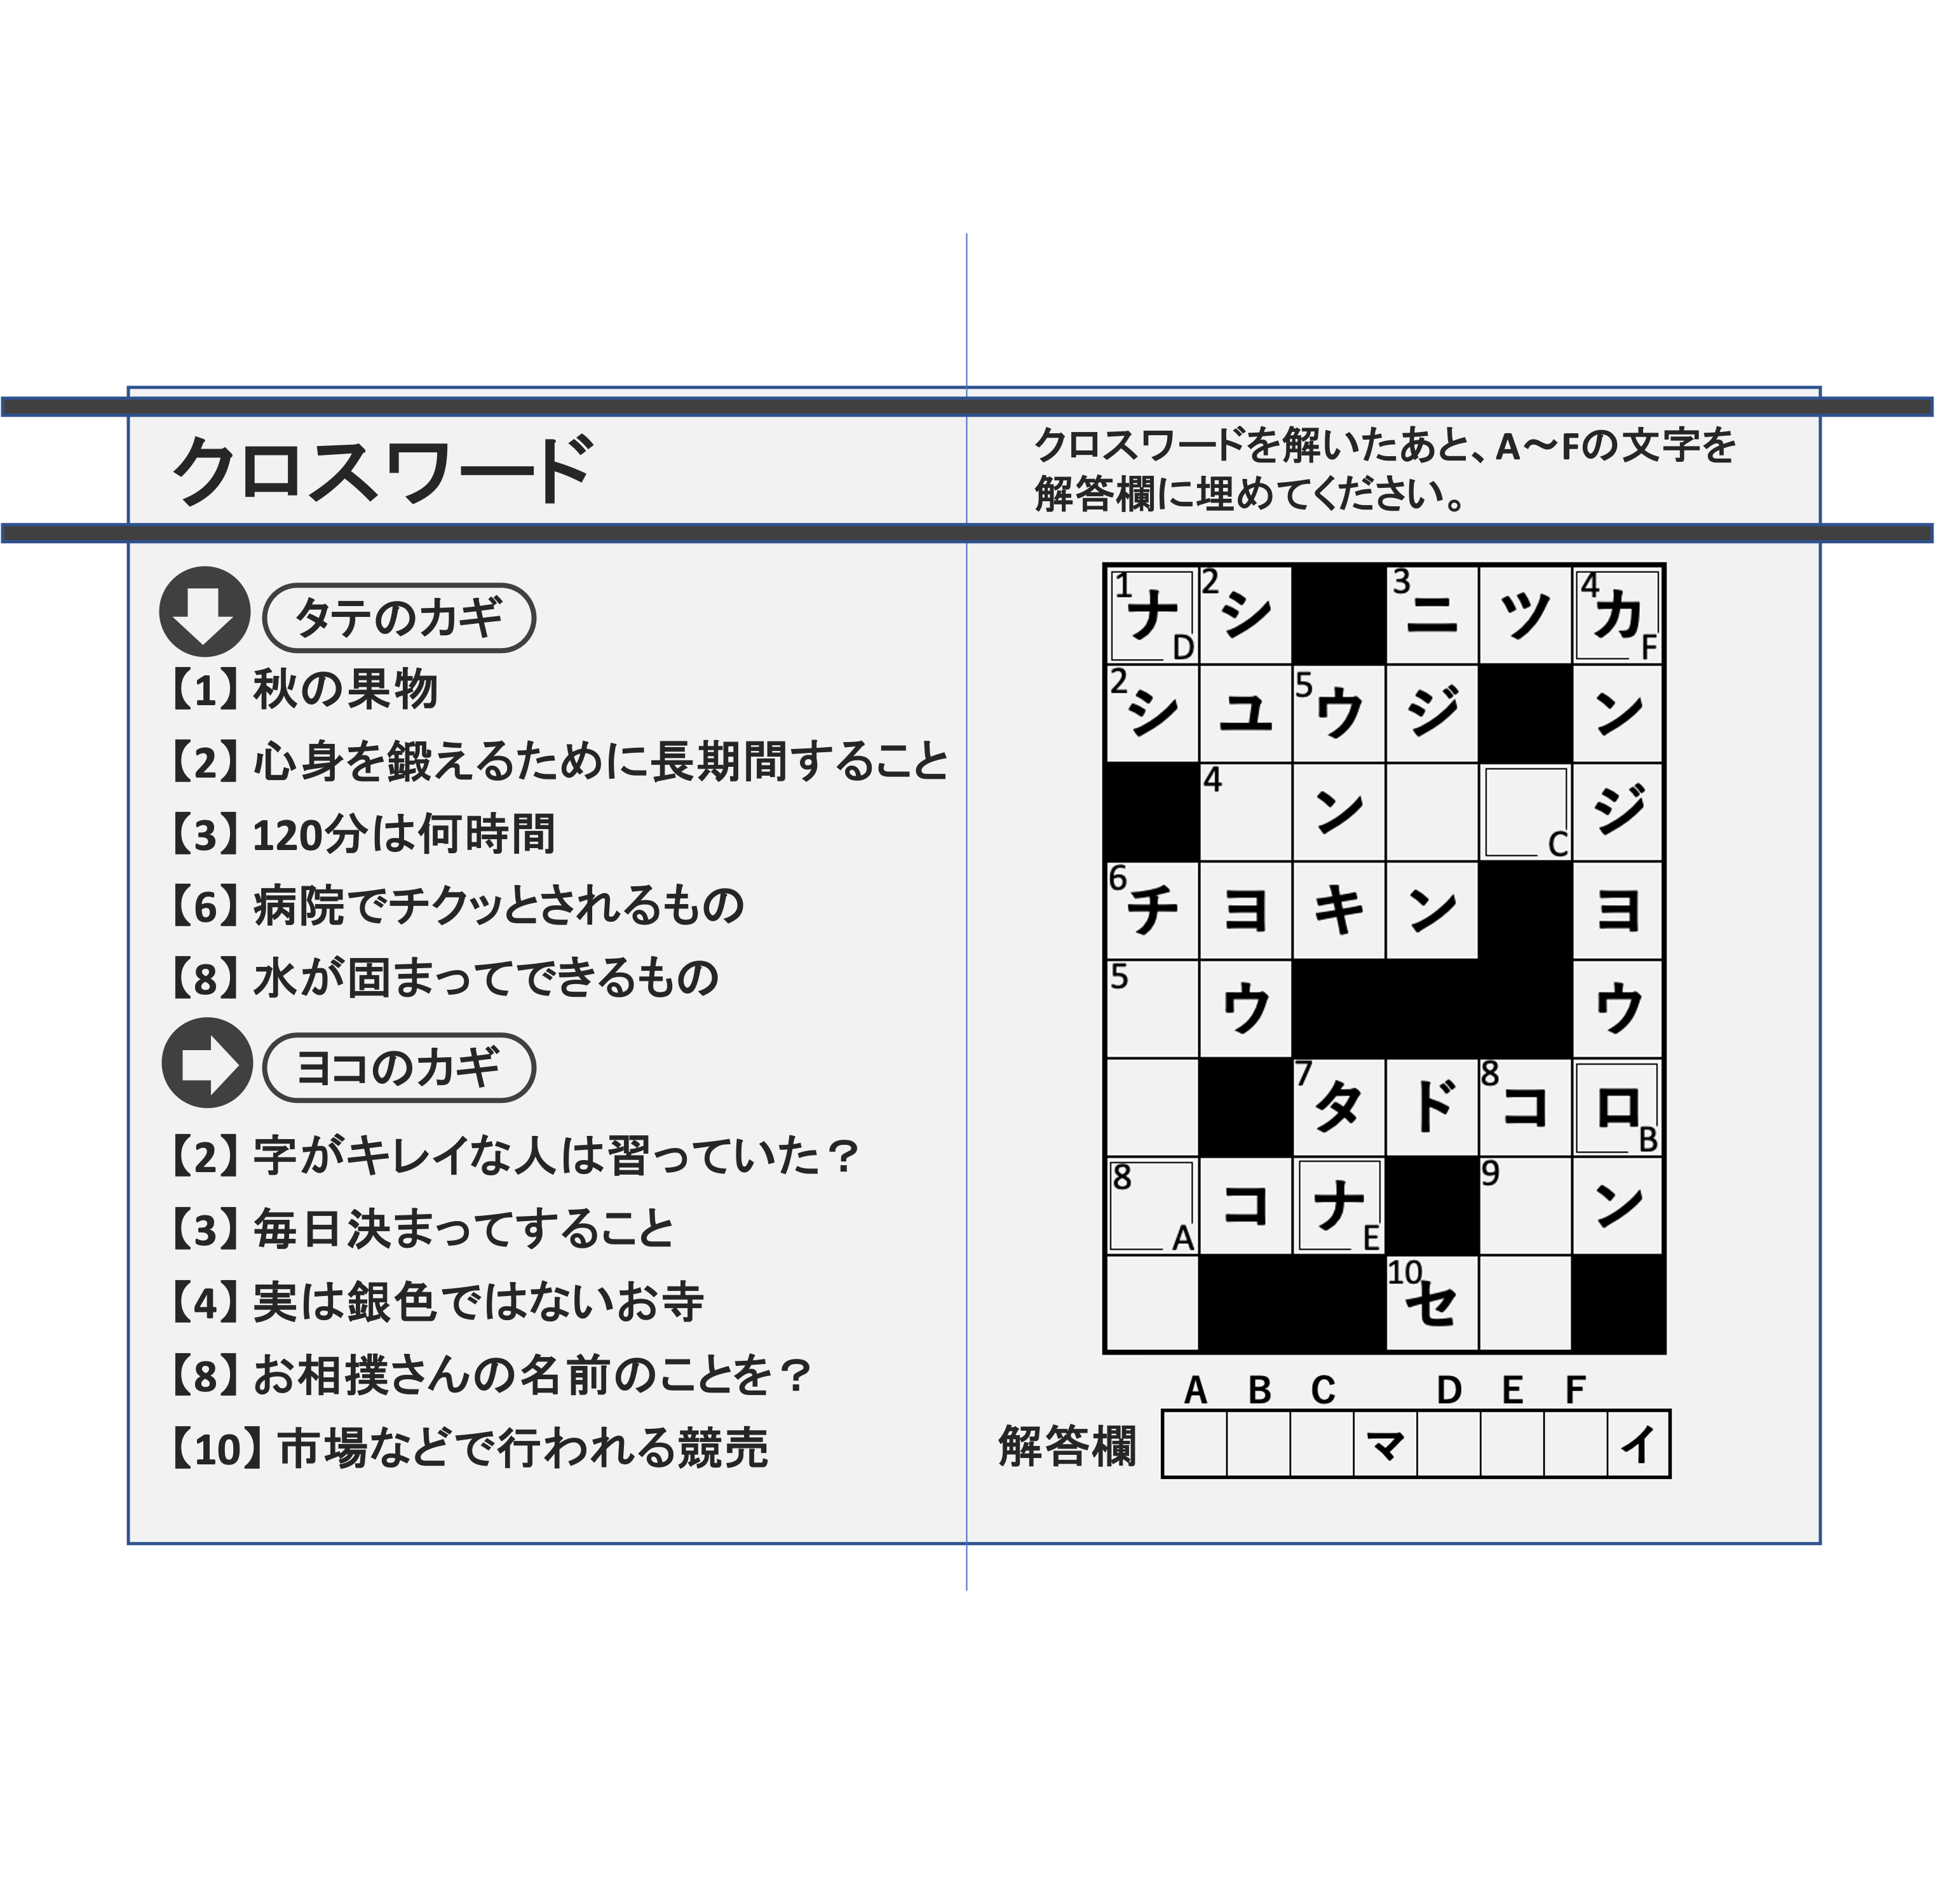 クロスワード
クロスワードを解いたあと、A～Fの文字を
解答欄に埋めてください。
タテのカギ
【1】秋の果物
【2】心身を鍛えるために長期間すること
【3】120分は何時間
【6】病院でチクッとされるもの
【8】水が固まってできるもの
ヨコのカギ
【2】字がキレイな人は習っていた？
【3】毎日決まってすること
【4】実は銀色ではないお寺
【8】お相撲さんの名前のことを？
【10】市場などで行われる競売
1 ナ D 2 シ 3 ニ ツ 4 カ F
2 シ ユ 5 ウ ジ ン
4 ン C ジ
6 チ ヨ キ ン ヨ
5 ウ ウ
7 タ ド 8 コ ロ B
8 A コ ナ E 9 ン
10 セ
A B C D E F
解答欄 マ イ